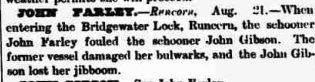 JOHN FARLEY.—Runcorn, Aug. 21.—When
entering the Bridgewater Lock, Runcorn, the schooner
John Farley fouled the schooner John Gibson. The
former vessel damaged her bulwarks, and the John Gib-
son lost her jibboom.